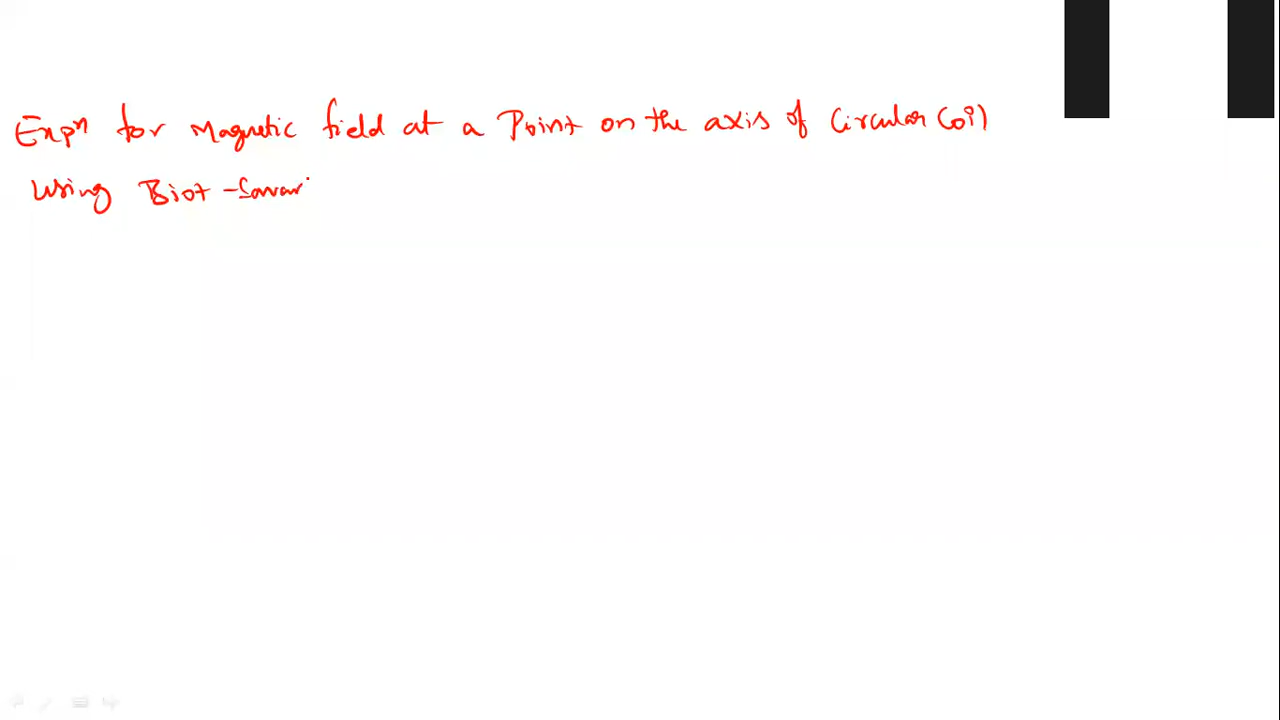 Expⁿ for Magnetic field at a Point on the axis of Circular Coil
Using Biot-Savar